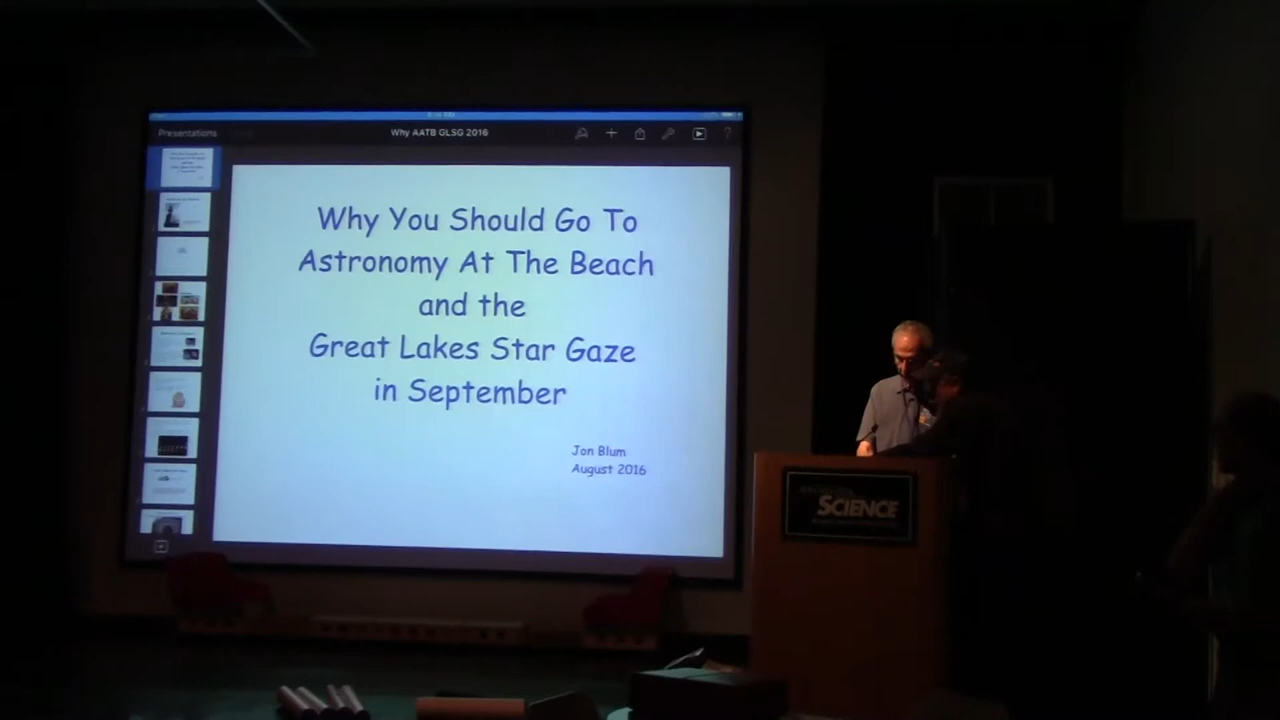 Presentations
Why AATB GLSG 2016
Why You Should Go To
Astronomy At The Beach
and the
Great Lakes Star Gaze
in September
Jon Blum
August 2016
SCIENCE